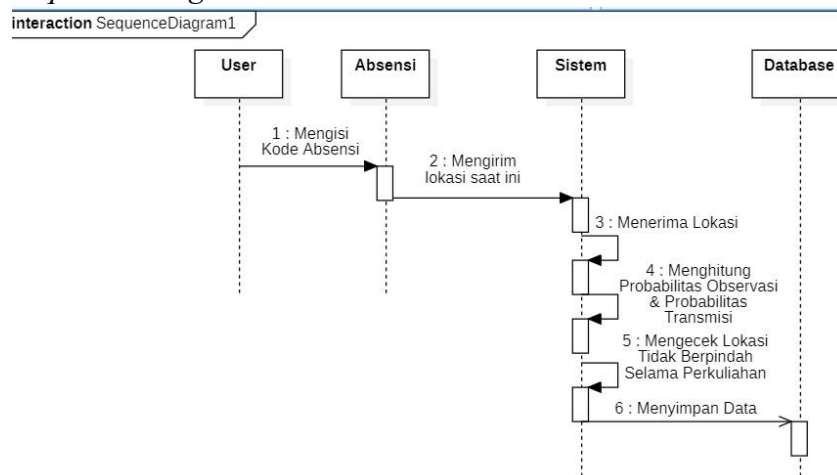 interaction SequenceDiagram1
User
Absensi
Sistem
Database
1 : Mengisi
Kode Absensi
2 : Mengirim
lokasi saat ini
3 : Menerima Lokasi
4 : Menghitung
Probabilitas Observasi
& Probabilitas
Transmisi
5 : Mengecek Lokasi
Tidak Berpindah
Selama Perkuliahan
6 : Menyimpan Data